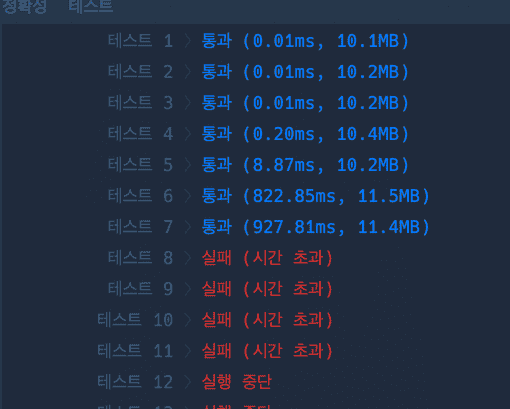 정확성 테스트
테스트 1 〉 통과 (0.01ms, 10.1MB)
테스트 2 〉 통과 (0.01ms, 10.2MB)
테스트 3 〉 통과 (0.01ms, 10.2MB)
테스트 4 〉 통과 (0.20ms, 10.4MB)
테스트 5 〉 통과 (8.87ms, 10.2MB)
테스트 6 〉 통과 (822.85ms, 11.5MB)
테스트 7 〉 통과 (927.81ms, 11.4MB)
테스트 8 〉 실패 (시간 초과)
테스트 9 〉 실패 (시간 초과)
테스트 10 〉 실패 (시간 초과)
테스트 11 〉 실패 (시간 초과)
테스트 12 〉 실행 중단